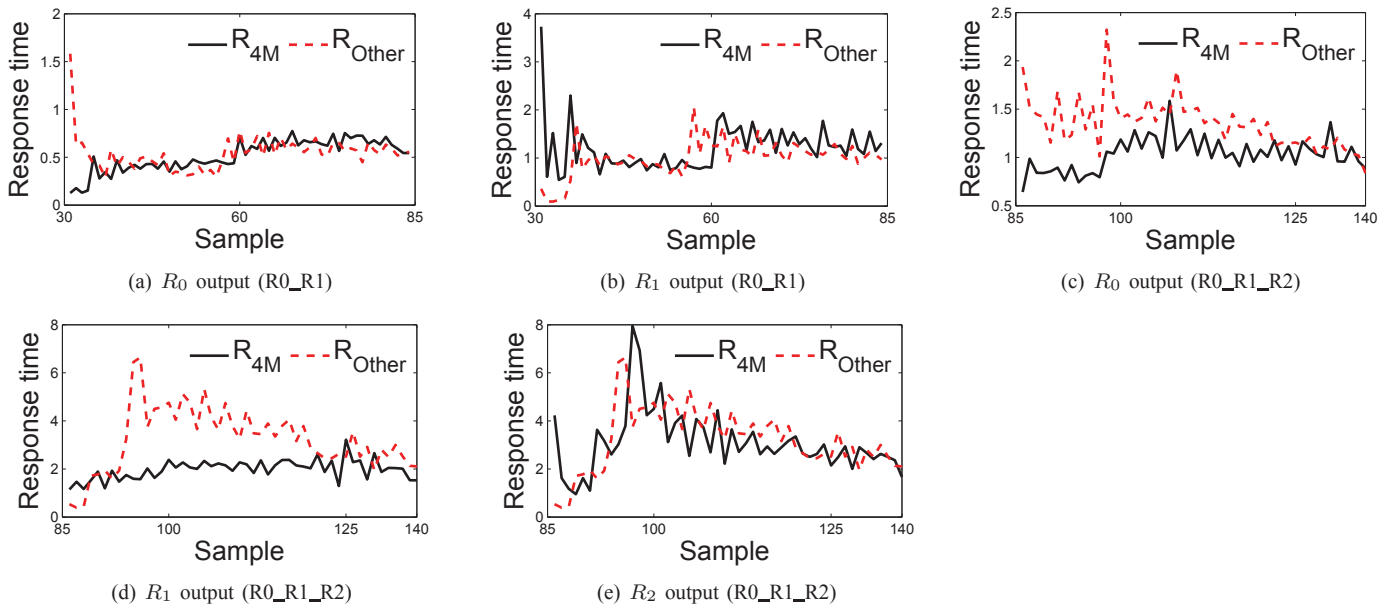 Response time
2
1.5
1
0.5
0
R4M ROther
30 60 85
Sample
(a) R0 output (R0_R1)
Response time
4
3
2
1
0
R4M ROther
30 60 85
Sample
(b) R1 output (R0_R1)
Response time
2.5
2
1.5
1
0.5
R4M ROther
85 100 125 140
Sample
(c) R0 output (R0_R1_R2)
Response time
8
6
4
2
0
R4M ROther
85 100 125 140
Sample
(d) R1 output (R0_R1_R2)
Response time
8
6
4
2
0
R4M ROther
85 100 125 140
Sample
(e) R2 output (R0_R1_R2)